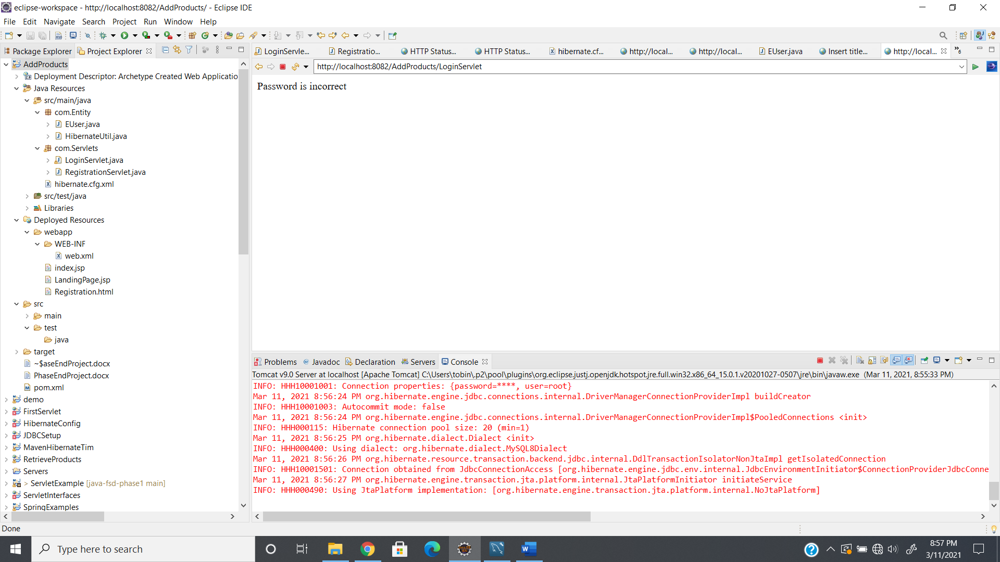 eclipse-workspace - http://localhost:8082/AddProducts/ - Eclipse IDE
File Edit Navigate Search Project Run Window Help
Package Explorer Project Explorer
AddProducts
Deployment Descriptor: Archetype Created Web Applicatio
Java Resources
src/main/java
com.Entity
EUser.java
HibernateUtil.java
com.Servlets
LoginServlet.java
RegistrationServlet.java
hibernate.cfg.xml
src/test/java
Libraries
Deployed Resources
webapp
WEB-INF
web.xml
index.jsp
LandingPage.jsp
Registration.html
src
main
test
java
target
~$aseEndProject.docx
PhaseEndProject.docx
pom.xml
demo
FirstServlet
HibernateConfig
JDBCSetup
MavenHibernateTim
RetrieveProducts
Servers
> ServletExample [java-fsd-phase1 main]
ServletInterfaces
SpringExamples
LoginServle... Registratio... HTTP Status... HTTP Status... hibernate.cf... http://local... http://local... EUser.java Insert title... http://local... »6
http://localhost:8082/AddProducts/LoginServlet
Password is incorrect
Problems @ Javadoc Declaration Servers Console
Tomcat v9.0 Server at localhost [Apache Tomcat] C:\Users\tobin\.p2\pool\plugins\org.eclipse.justj.openjdk.hotspot.jre.full.win32.x86_64_15.0.1.v20201027-0507\jre\bin\javaw.exe (Mar 11, 2021, 8:55:33 PM)
INFO: HHH10001001: Connection properties: {password=****, user=root}
Mar 11, 2021 8:56:24 PM org.hibernate.engine.jdbc.connections.internal.DriverManagerConnectionProviderImpl buildCreator
INFO: HHH10001003: Autocommit mode: false
Mar 11, 2021 8:56:24 PM org.hibernate.engine.jdbc.connections.internal.DriverManagerConnectionProviderImpl$PooledConnections <init>
INFO: HHH000115: Hibernate connection pool size: 20 (min=1)
Mar 11, 2021 8:56:25 PM org.hibernate.dialect.Dialect <init>
INFO: HHH000400: Using dialect: org.hibernate.dialect.MySQL8Dialect
Mar 11, 2021 8:56:26 PM org.hibernate.resource.transaction.backend.jdbc.internal.DdlTransactionIsolatorNonJtaImpl getIsolatedConnection
INFO: HHH10001501: Connection obtained from JdbcConnectionAccess [org.hibernate.engine.jdbc.env.internal.JdbcEnvironmentInitiator$ConnectionProviderJdbcConne
Mar 11, 2021 8:56:27 PM org.hibernate.engine.transaction.jta.platform.internal.JtaPlatformInitiator initiateService
INFO: HHH000490: Using JtaPlatform implementation: [org.hibernate.engine.transaction.jta.platform.internal.NoJtaPlatform]
Done
Type here to search
8:57 PM
3/11/2021